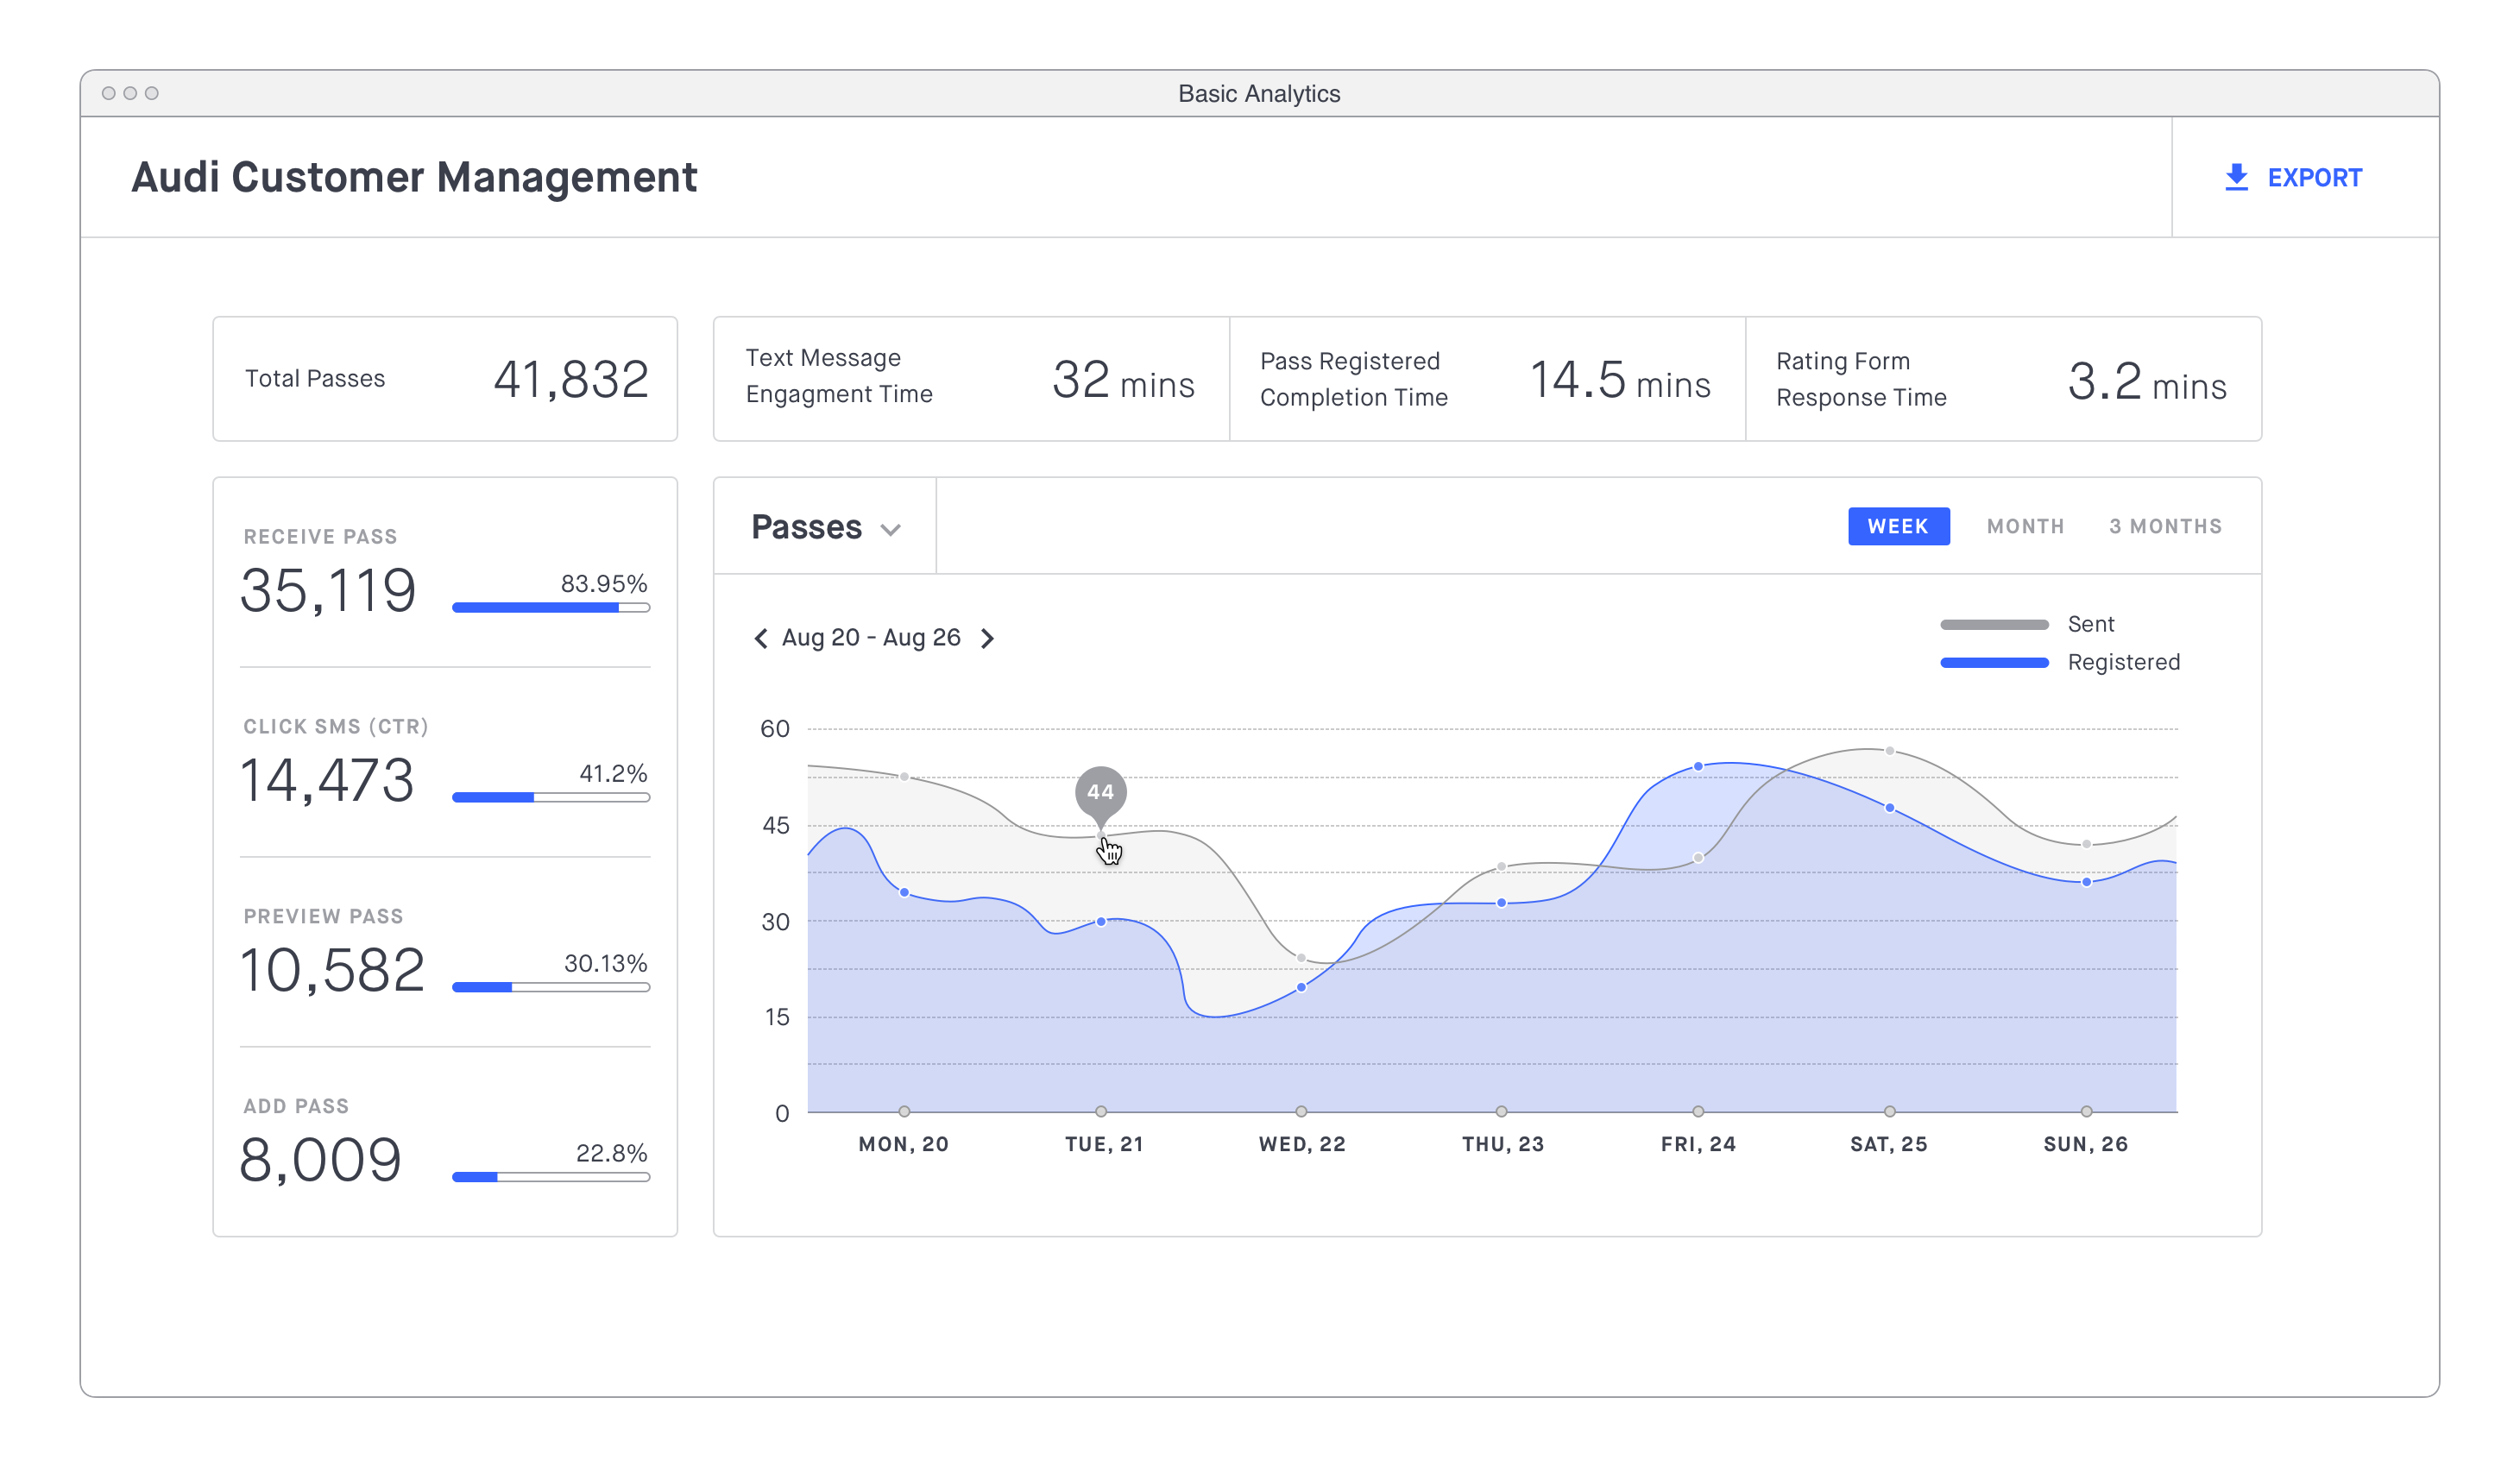 Basic Analytics
Audi Customer Management
EXPORT
Total Passes
41,832
Text Message
Engagment Time
32 mins
Pass Registered
Completion Time
14.5 mins
Rating Form
Response Time
3.2 mins
RECEIVE PASS
35,119
83.95%
CLICK SMS (CTR)
14,473
41.2%
PREVIEW PASS
10,582
30.13%
ADD PASS
8,009
22.8%
Passes
WEEK
MONTH
3 MONTHS
Aug 20 - Aug 26
Sent
Registered
60
45
30
15
0
44
MON, 20
TUE, 21
WED, 22
THU, 23
FRI, 24
SAT, 25
SUN, 26